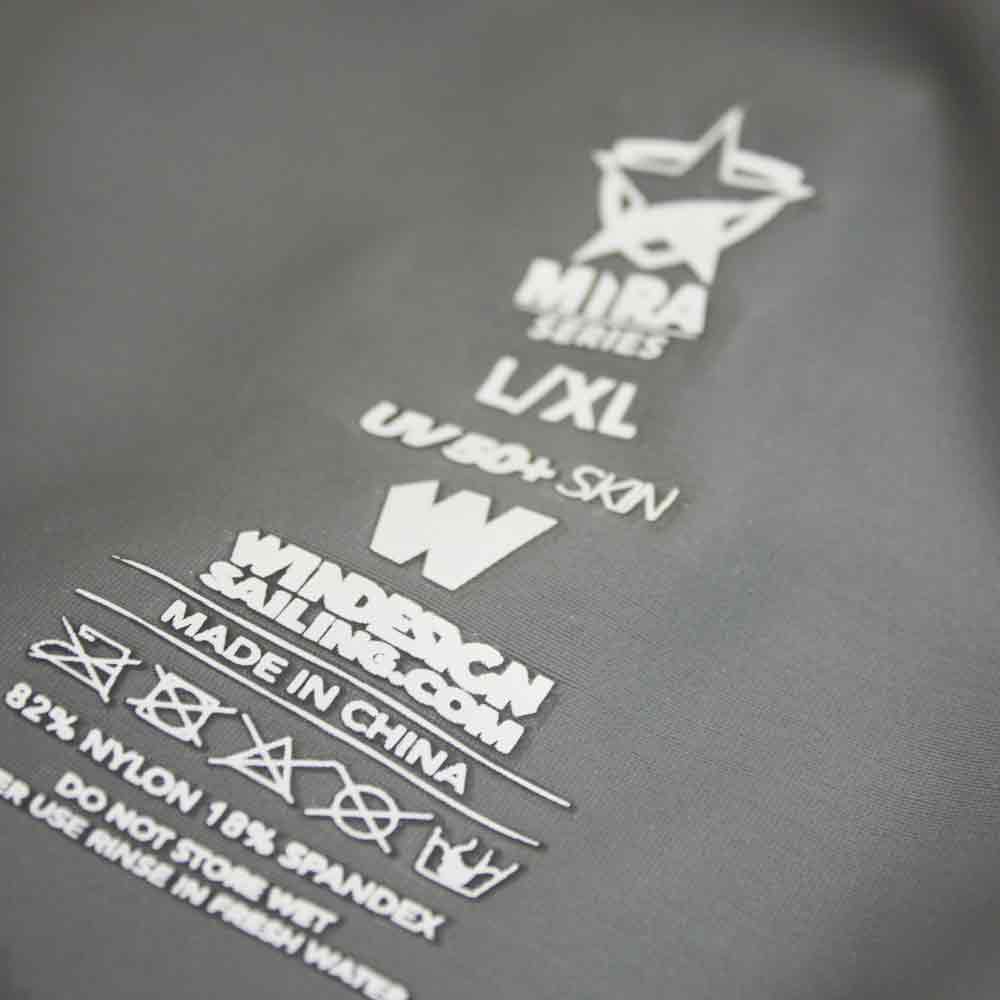 MIRA
SERIES
L/XL
UV 50+ SKIN
W
WINDESIGN
SAILING.COM
MADE IN CHINA
82% NYLON 18% SPANDEX
DO NOT STORE WET
USE RINSE IN FRESH WATER